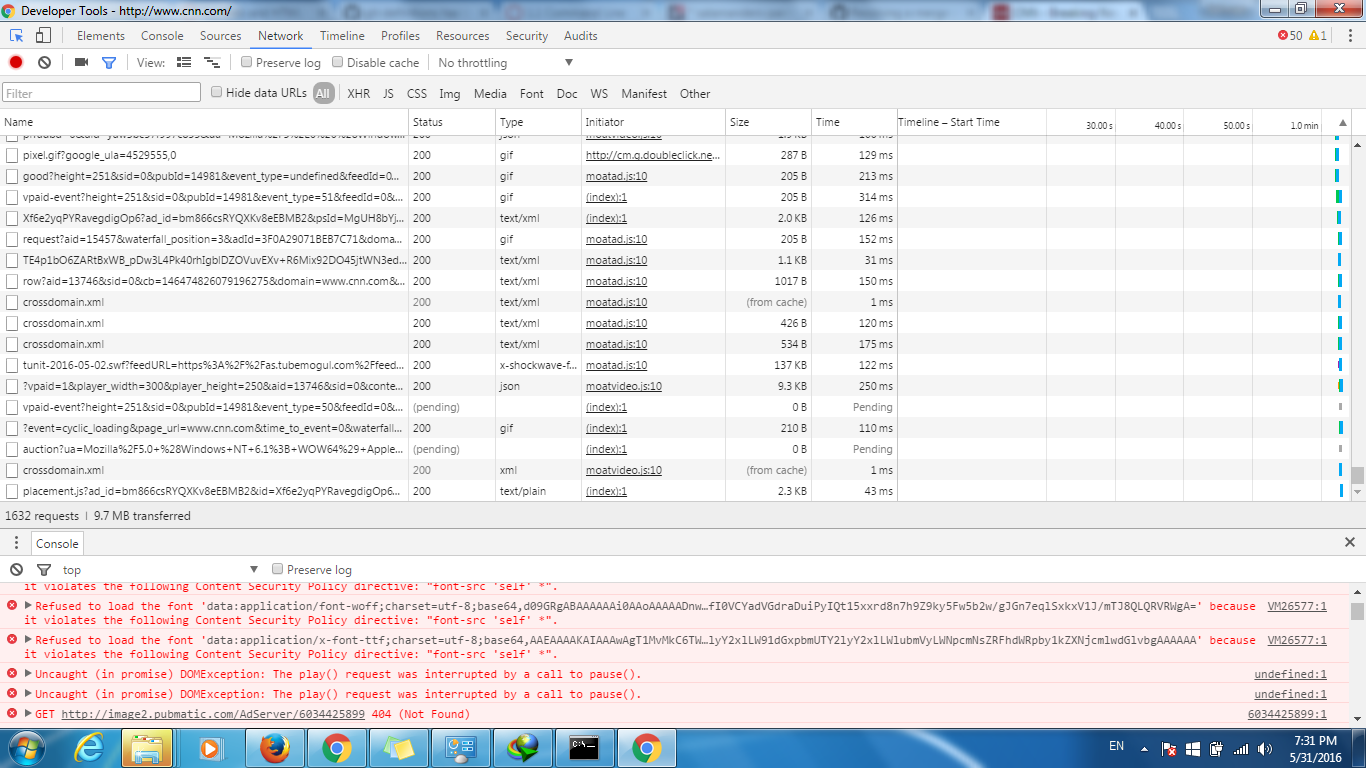 Developer Tools - http://www.cnn.com/
Elements Console Sources Network Timeline Profiles Resources Security Audits 50 1
View: Preserve log Disable cache No throttling
Filter Hide data URLs All XHR JS CSS Img Media Font Doc WS Manifest Other
Name Status Type Initiator Size Time Timeline – Start Time 30.00 s 40.00 s 50.00 s 1.0 min
pixel.gif?google_ula=4529555,0 200 gif http://cm.g.doubleclick.ne... 287 B 129 ms
good?height=251&sid=0&pubId=14981&event_type=undefined&feedId=0... 200 gif moatad.js:10 205 B 213 ms
vpaid-event?height=251&sid=0&pubId=14981&event_type=51&feedId=0&... 200 gif (index):1 205 B 314 ms
Xf6e2yqPYRavegdigOp6?ad_id=bm866csRYQXKv8eEBMB2&psId=MgUH8bYj... 200 text/xml (index):1 2.0 KB 126 ms
request?aid=15457&waterfall_position=3&adId=3F0A29071BEB7C71&doma... 200 gif moatad.js:10 205 B 152 ms
TE4p1bO6ZARtBxWB_pDw3L4Pk40rhIgblDZOVuvEXv+R6Mix92DO45jtWN3ed... 200 text/xml moatad.js:10 1.1 KB 31 ms
row?aid=13746&sid=0&cb=146474826079196275&domain=www.cnn.com&... 200 text/xml moatad.js:10 1017 B 150 ms
crossdomain.xml 200 text/xml moatad.js:10 (from cache) 1 ms
crossdomain.xml 200 text/xml moatad.js:10 426 B 120 ms
crossdomain.xml 200 text/xml moatad.js:10 534 B 175 ms
tunit-2016-05-02.swf?feedURL=https%3A%2F%2Fas.tubemogul.com%2Ffeed... 200 x-shockwave-f... moatad.js:10 137 KB 122 ms
?vpaid=1&player_width=300&player_height=250&aid=13746&sid=0&conte... 200 json moatvideo.js:10 9.3 KB 250 ms
vpaid-event?height=251&sid=0&pubId=14981&event_type=50&feedId=0&... (pending) (index):1 0 B Pending
?event=cyclic_loading&page_url=www.cnn.com&time_to_event=0&waterfall... 200 gif (index):1 210 B 110 ms
auction?ua=Mozilla%2F5.0+%28Windows+NT+6.1%3B+WOW64%29+Apple... (pending) (index):1 0 B Pending
crossdomain.xml 200 xml moatvideo.js:10 (from cache) 1 ms
placement.js?ad_id=bm866csRYQXKv8eEBMB2&id=Xf6e2yqPYRavegdigOp6... 200 text/plain (index):1 2.3 KB 43 ms
1632 requests | 9.7 MB transferred
Console
top Preserve log
it violates the following Content Security Policy directive: "font-src 'self' *".
Refused to load the font 'data:application/font-woff;charset=utf-8;base64,d09GRgABAAAAAAi0AAoAAAAADnw…fI0VCYadVGdraDuiPyIQt15xxrd8n7h9Z9ky5Fw5b2w/gJGn7eqlSxkxV1J/mTJ8QLQRVRWgA=' because VM26577:1
it violates the following Content Security Policy directive: "font-src 'self' *".
Refused to load the font 'data:application/x-font-ttf;charset=utf-8;base64,AAEAAAAKAIAAAwAgT1MvMkC6TW…lyY2xlLW91dGxpbmUTY2lyY2xlLWlubmVyLWNpcmNsZRFhdWRpby1kZXNjcmlwdGlvbgAAAAAA' because VM26577:1
it violates the following Content Security Policy directive: "font-src 'self' *".
Uncaught (in promise) DOMException: The play() request was interrupted by a call to pause(). undefined:1
Uncaught (in promise) DOMException: The play() request was interrupted by a call to pause(). undefined:1
GET http://image2.pubmatic.com/AdServer/6034425899 404 (Not Found) 6034425899:1
EN 7:31 PM
5/31/2016